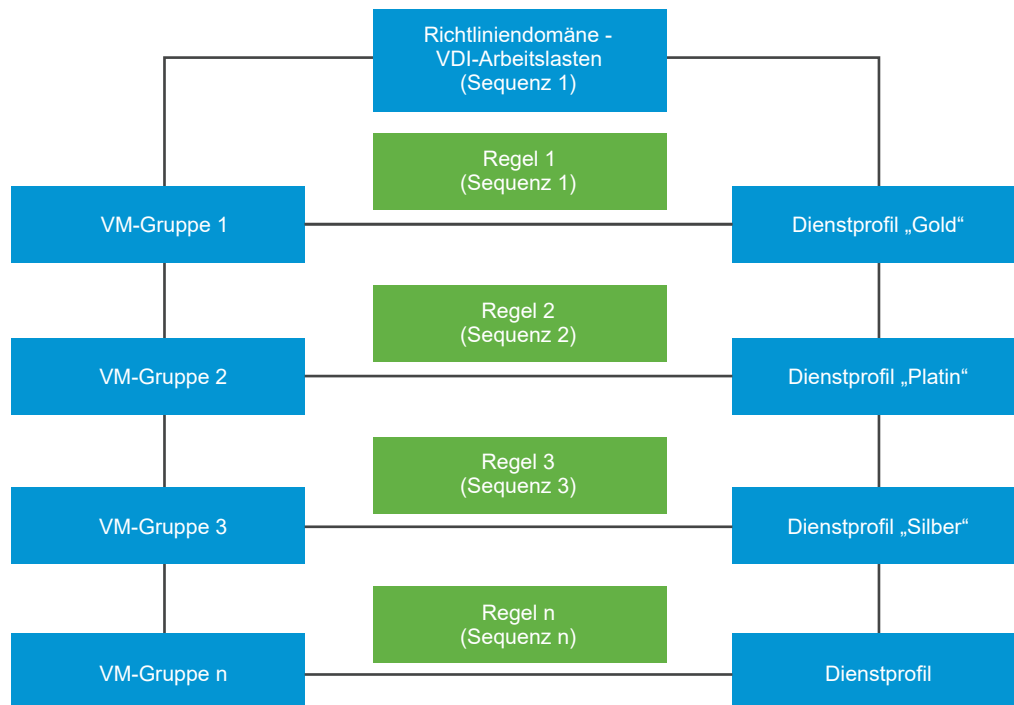 Richtliniendomäne -
VDI-Arbeitslasten
(Sequenz 1)
Regel 1
(Sequenz 1)
VM-Gruppe 1
Dienstprofil „Gold“
Regel 2
(Sequenz 2)
VM-Gruppe 2
Dienstprofil „Platin“
Regel 3
(Sequenz 3)
VM-Gruppe 3
Dienstprofil „Silber“
Regel n
(Sequenz n)
VM-Gruppe n
Dienstprofil